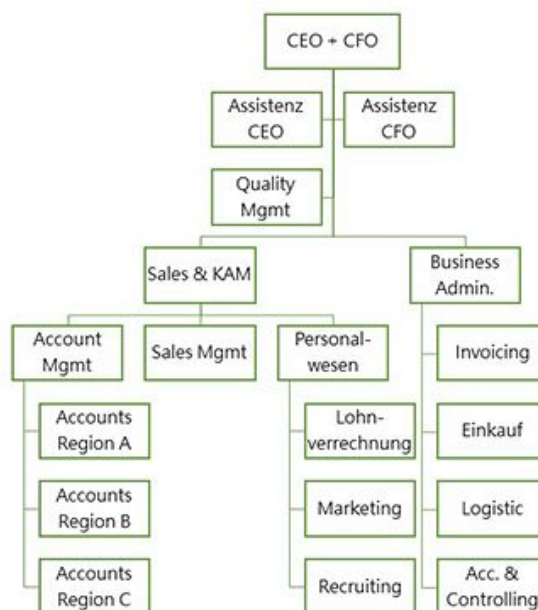 CEO + CFO
Assistenz
CEO
Assistenz
CFO
Quality
Mgmt
Sales & KAM
Business
Admin.
Account
Mgmt
Sales Mgmt
Personal-
wesen
Invoicing
Accounts
Region A
Lohn-
verrechnung
Einkauf
Accounts
Region B
Marketing
Logistic
Accounts
Region C
Recruiting
Acc. &
Controlling